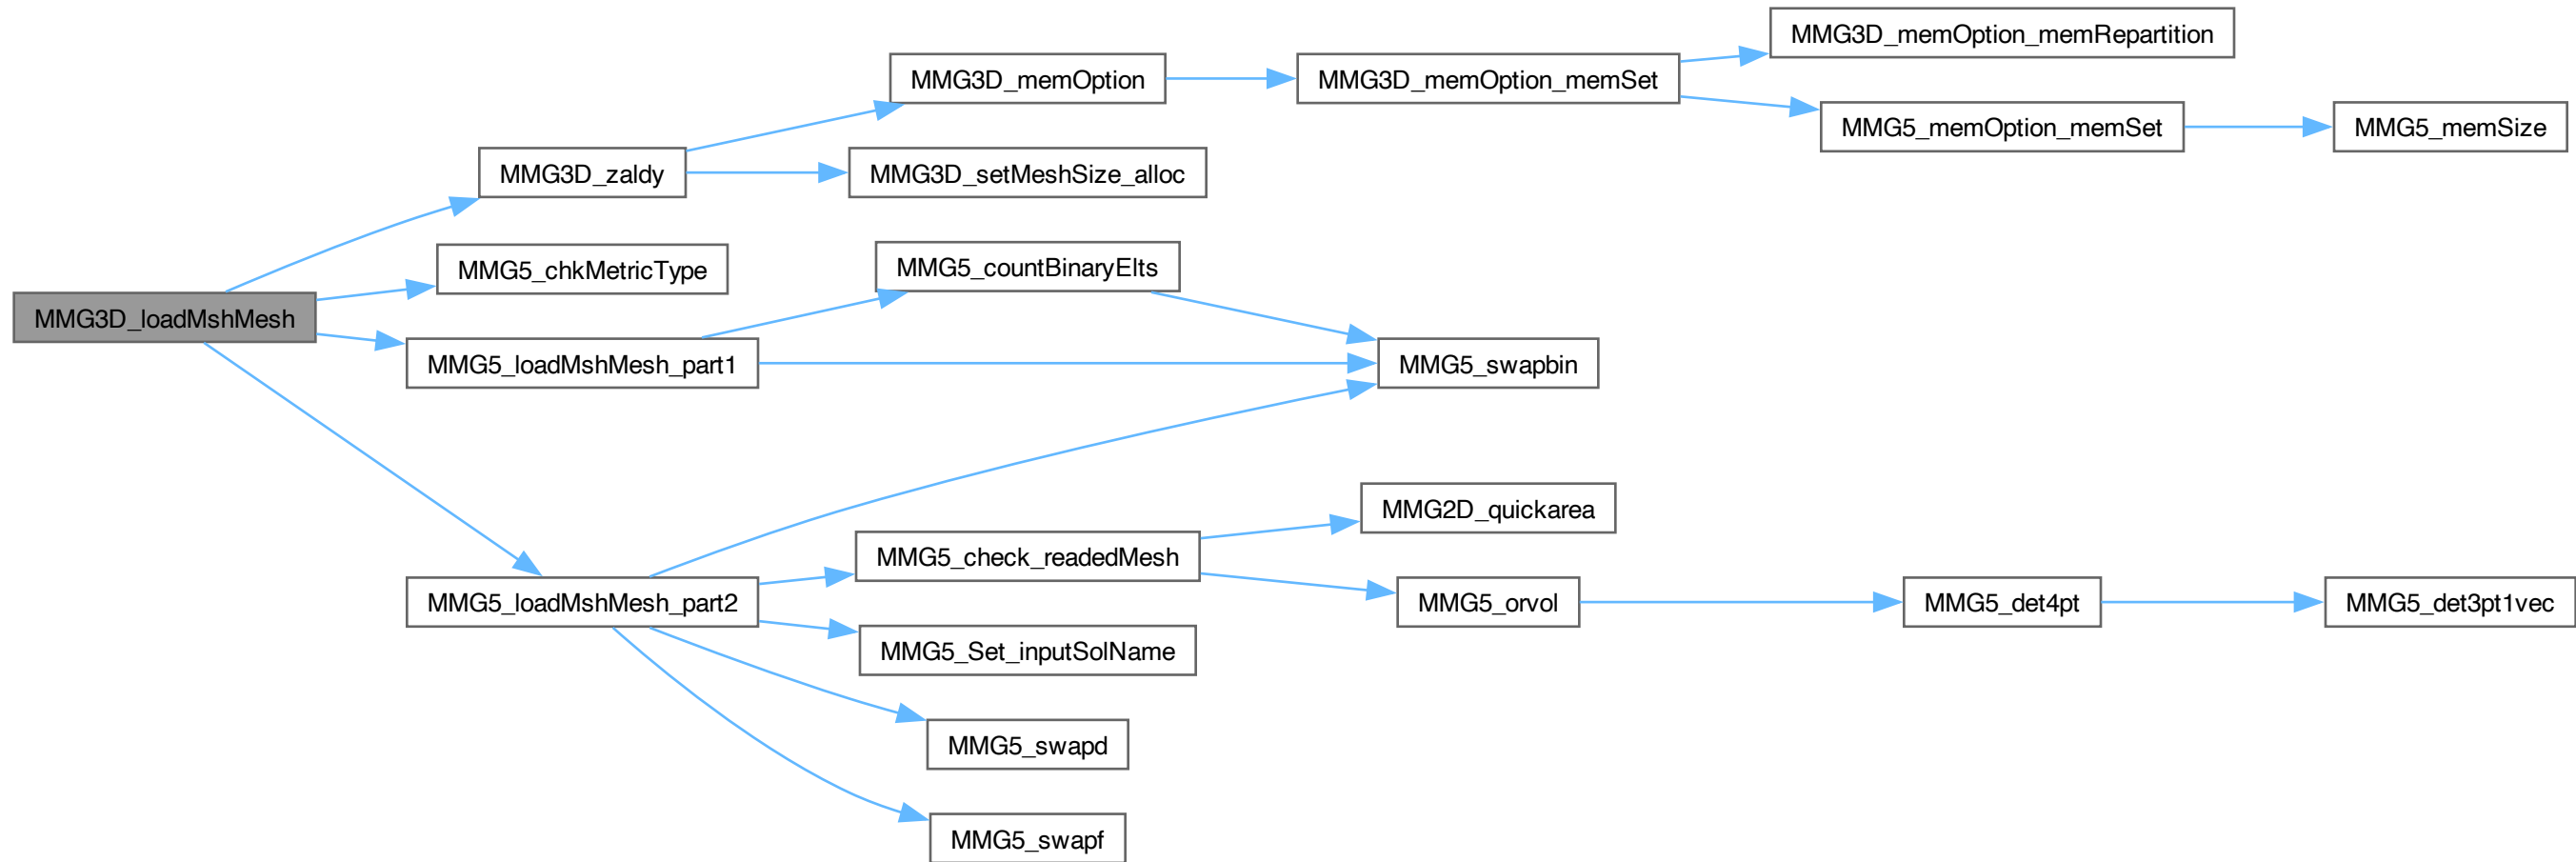 MMG3D_memOption_memRepartition
MMG3D_memOption
MMG3D_memOption_memSet
MMG5_memOption_memSet
MMG5_memSize
MMG3D_zaldy
MMG3D_setMeshSize_alloc
MMG5_chkMetricType
MMG5_countBinaryElts
MMG3D_loadMshMesh
MMG5_loadMshMesh_part1
MMG5_swapbin
MMG2D_quickarea
MMG5_check_readedMesh
MMG5_loadMshMesh_part2
MMG5_orvol
MMG5_det4pt
MMG5_det3pt1vec
MMG5_Set_inputSolName
MMG5_swapd
MMG5_swapf